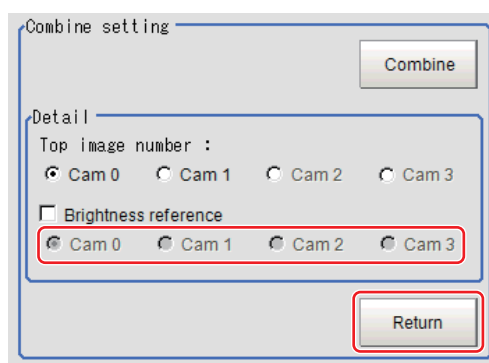 Combine setting
Combine
Detail
Top image number :
Cam 0 Cam 1 Cam 2 Cam 3
Brightness reference
Cam 0 Cam 1 Cam 2 Cam 3
Return